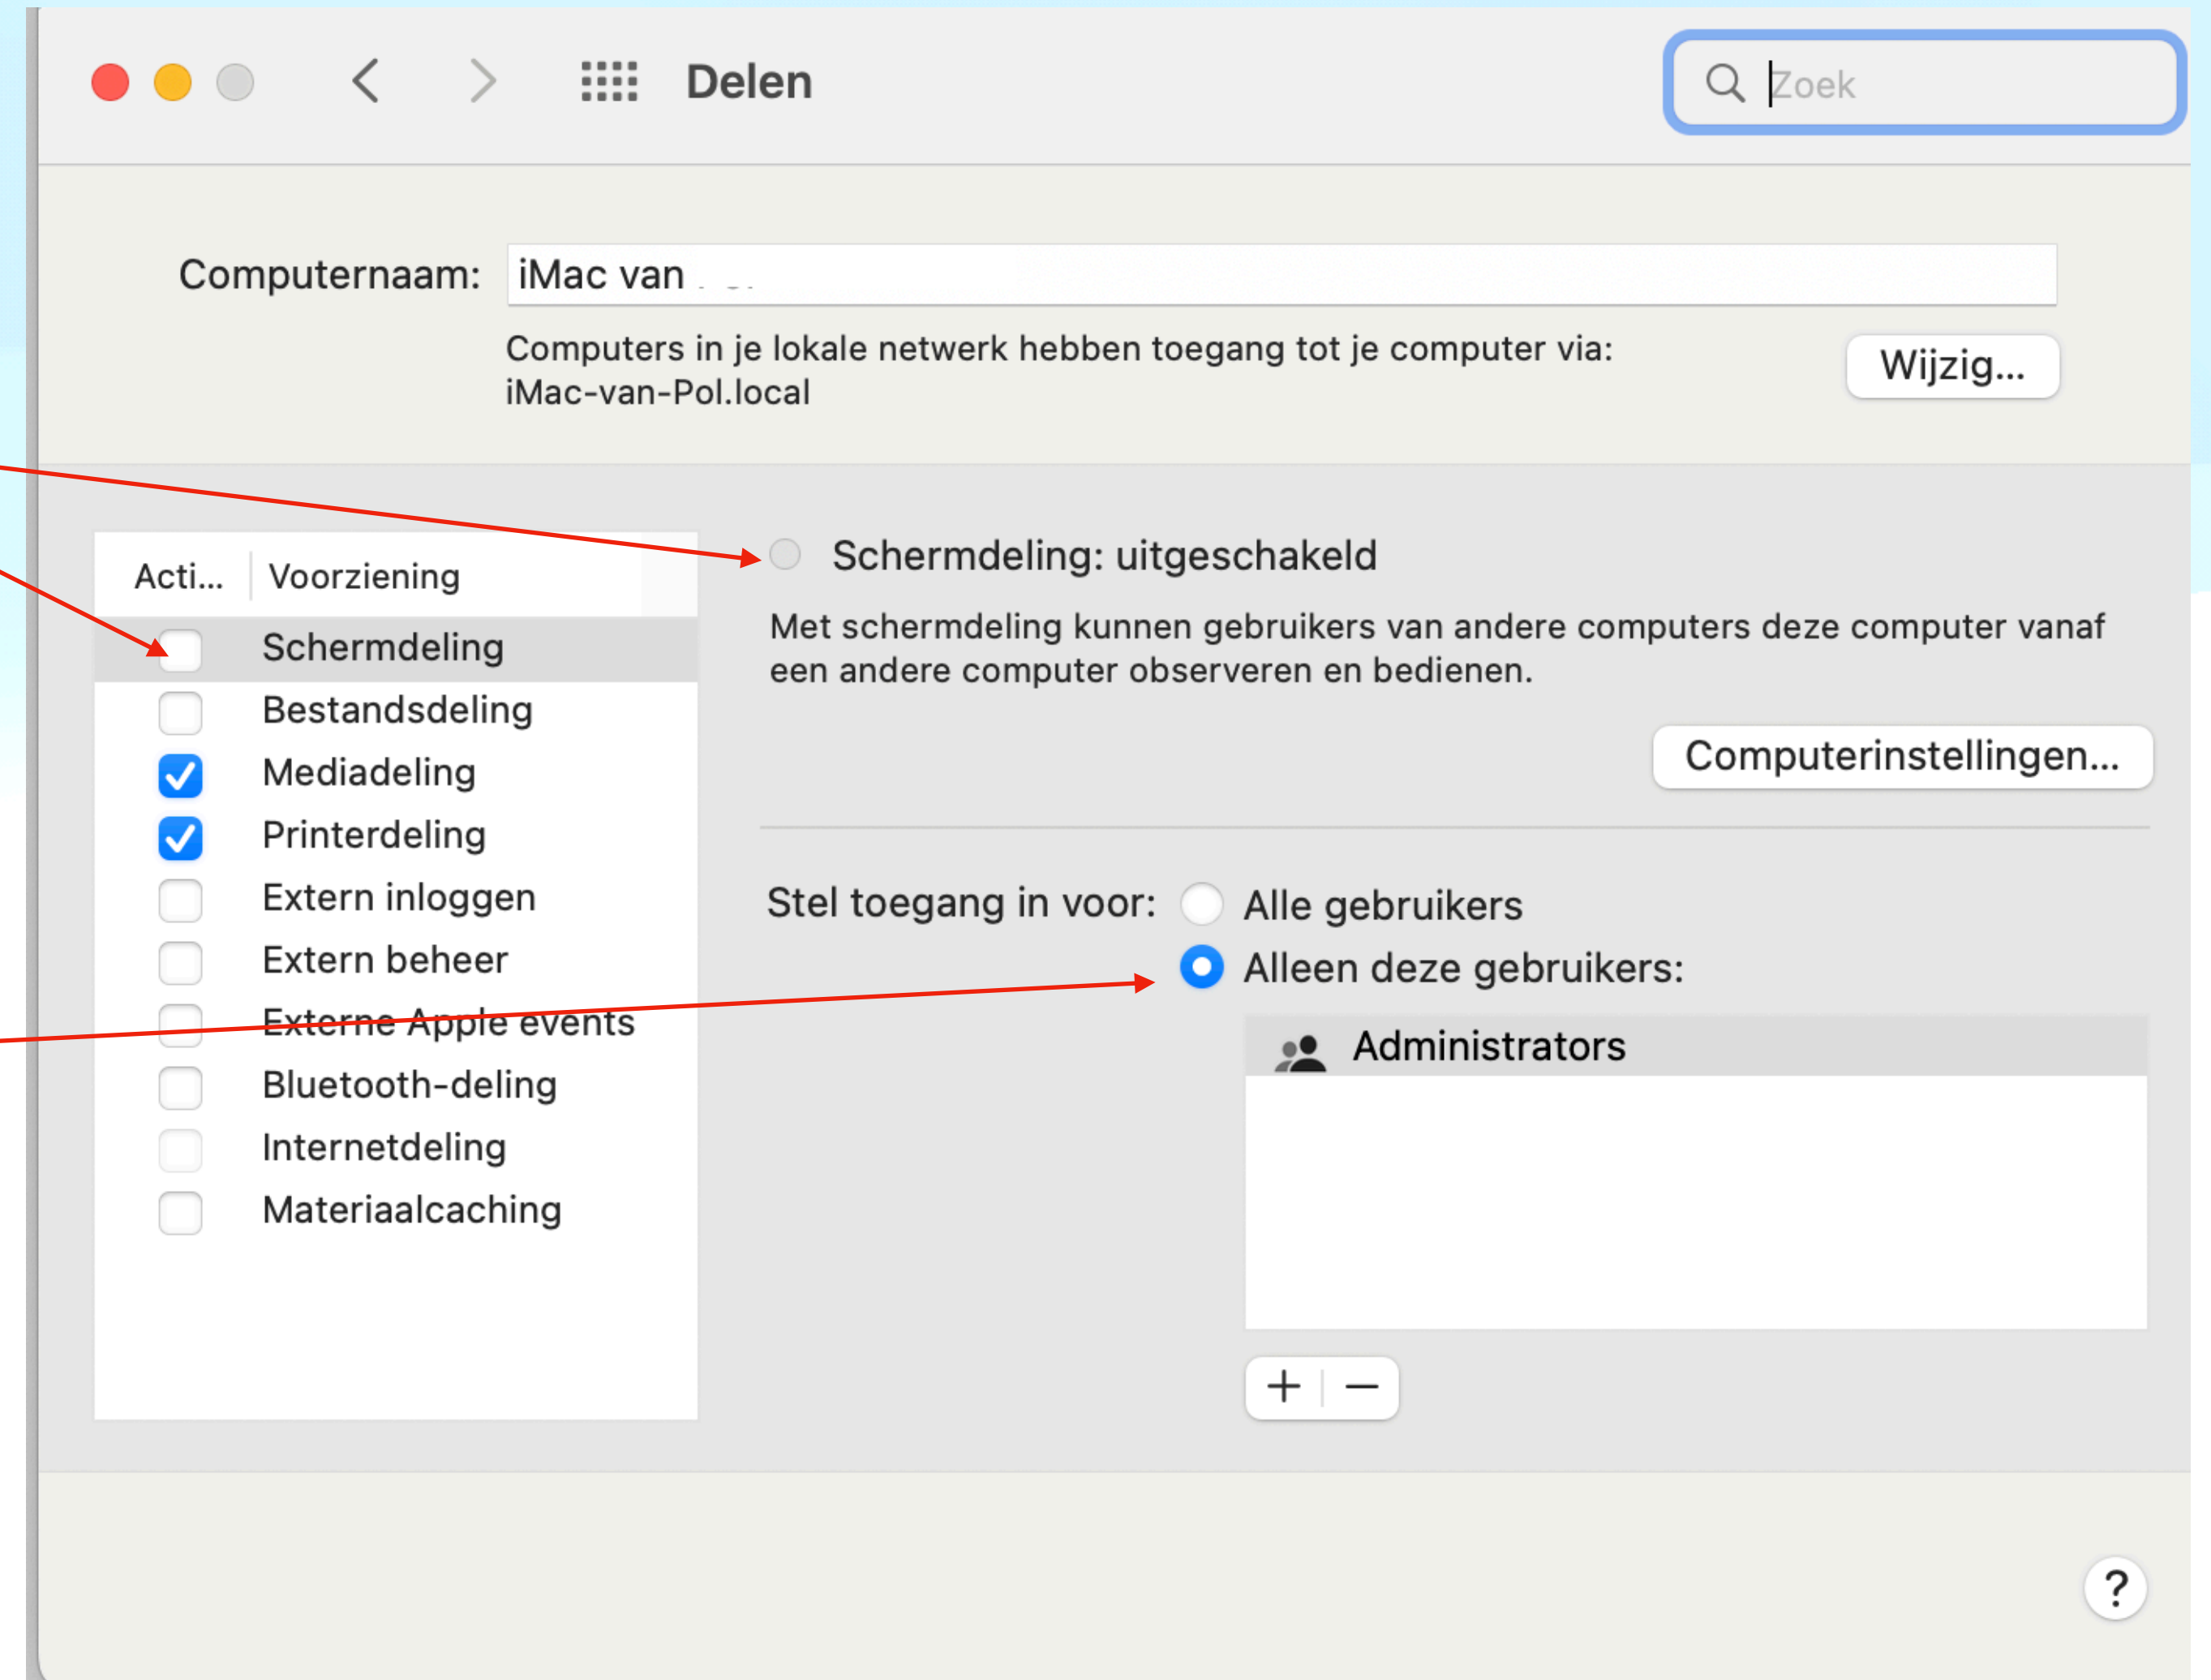 Delen
Zoek
Computernaam: iMac van
Computers in je lokale netwerk hebben toegang tot je computer via:
iMac-van-Pol.local
Wijzig...
Acti... Voorziening
Schermdeling
Bestandsdeling
Mediadeling
Printerdeling
Extern inloggen
Extern beheer
Externe Apple events
Bluetooth-deling
Internetdeling
Materiaalcaching
Schermdeling: uitgeschakeld
Met schermdeling kunnen gebruikers van andere computers deze computer vanaf
een andere computer observeren en bedienen.
Computerinstellingen...
Stel toegang in voor: Alle gebruikers
Alleen deze gebruikers:
Administrators
+ −
?